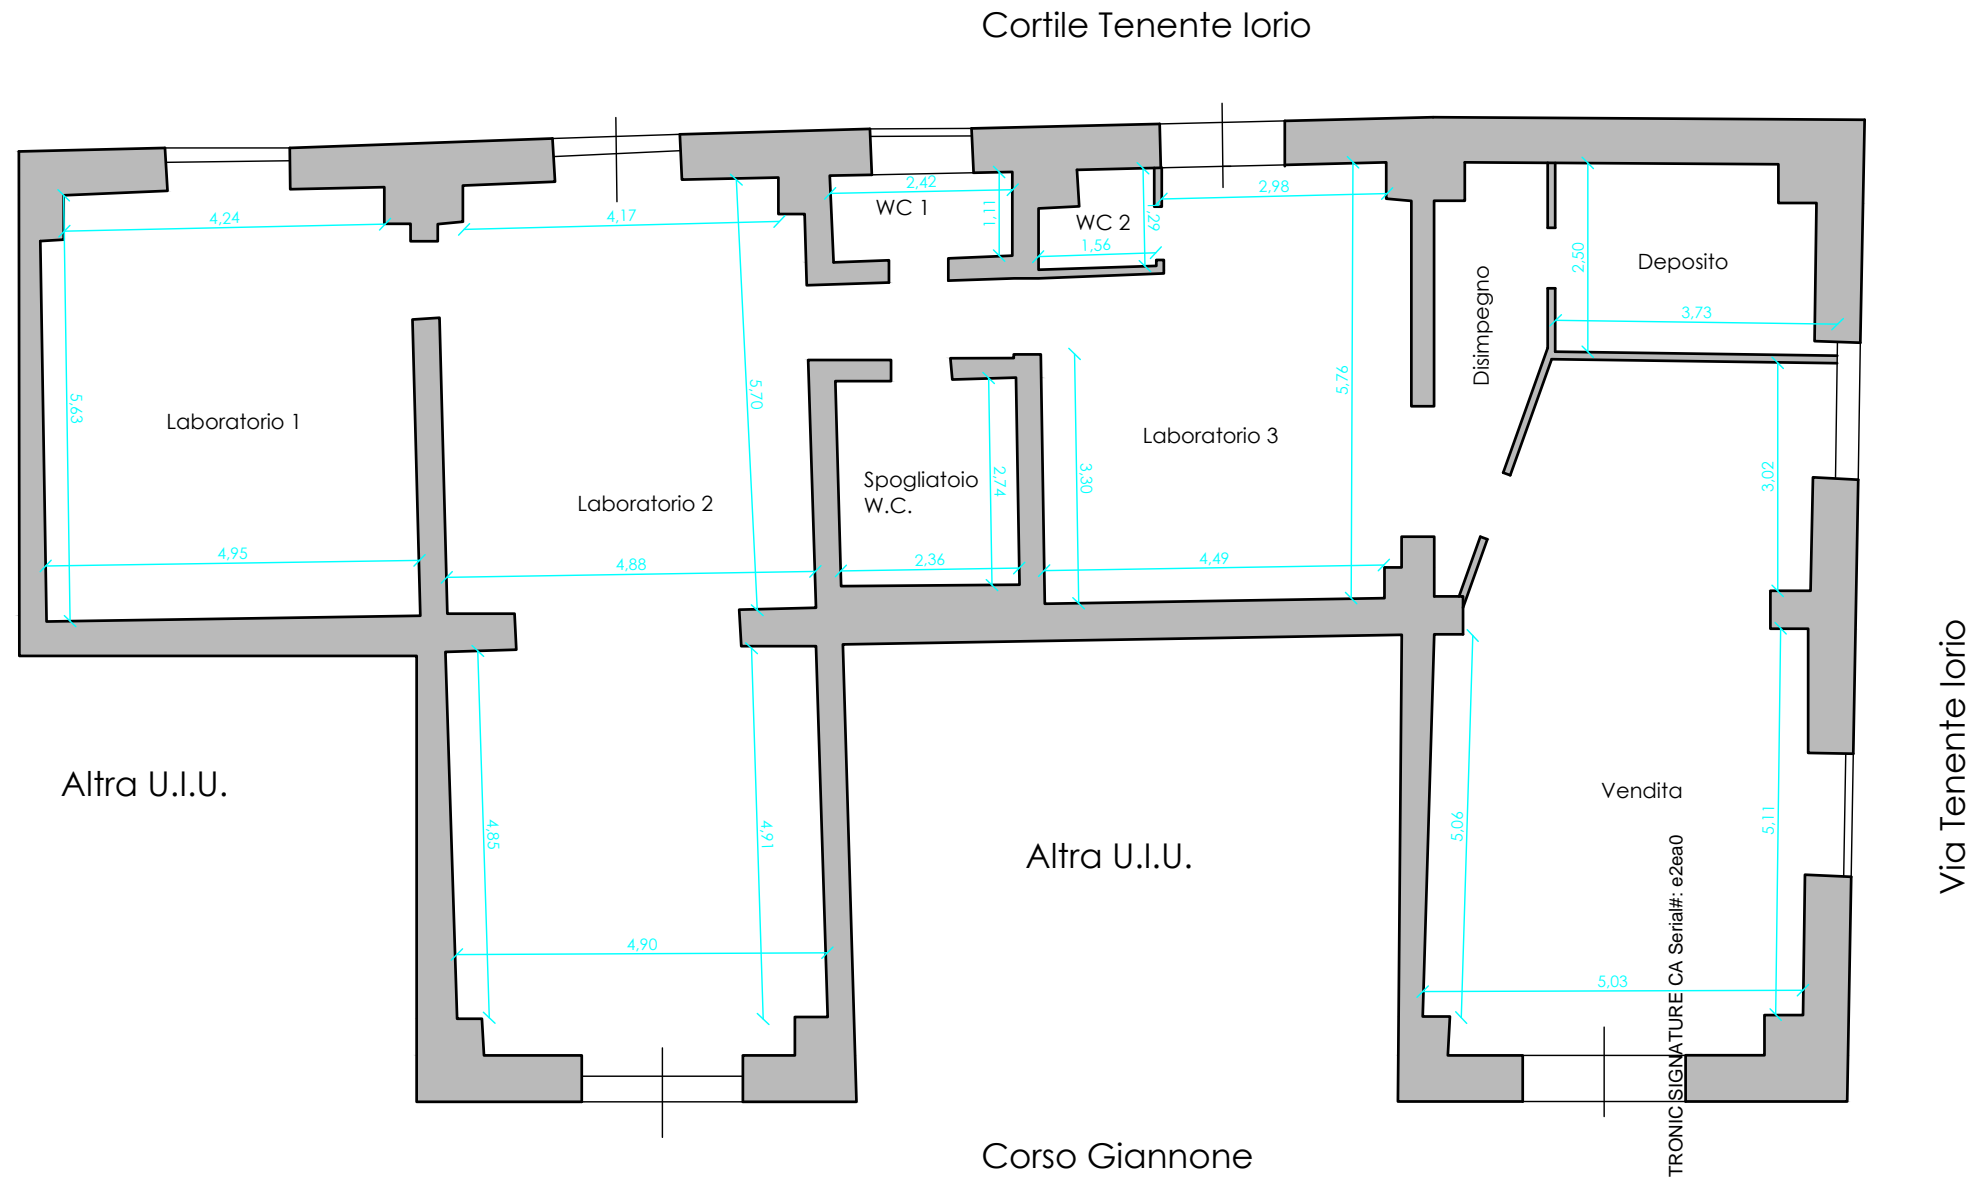 Cortile Tenente Iorio
4,24
4,17
2,42
WC 1
1,11
WC 2
1,29
1,56
2,98
2,50
Deposito
3,73
Disimpegno
5,63
Laboratorio 1
4,95
5,70
Laboratorio 2
4,88
Spogliatoio
W.C.
2,74
2,36
3,30
Laboratorio 3
5,76
4,49
3,02
Altra U.I.U.
4,85
4,91
4,90
Altra U.I.U.
5,06
Vendita
5,11
5,03
TRONIC SIGNATURE CA Serial#: e2ea0
Via Tenente Iorio
Corso Giannone